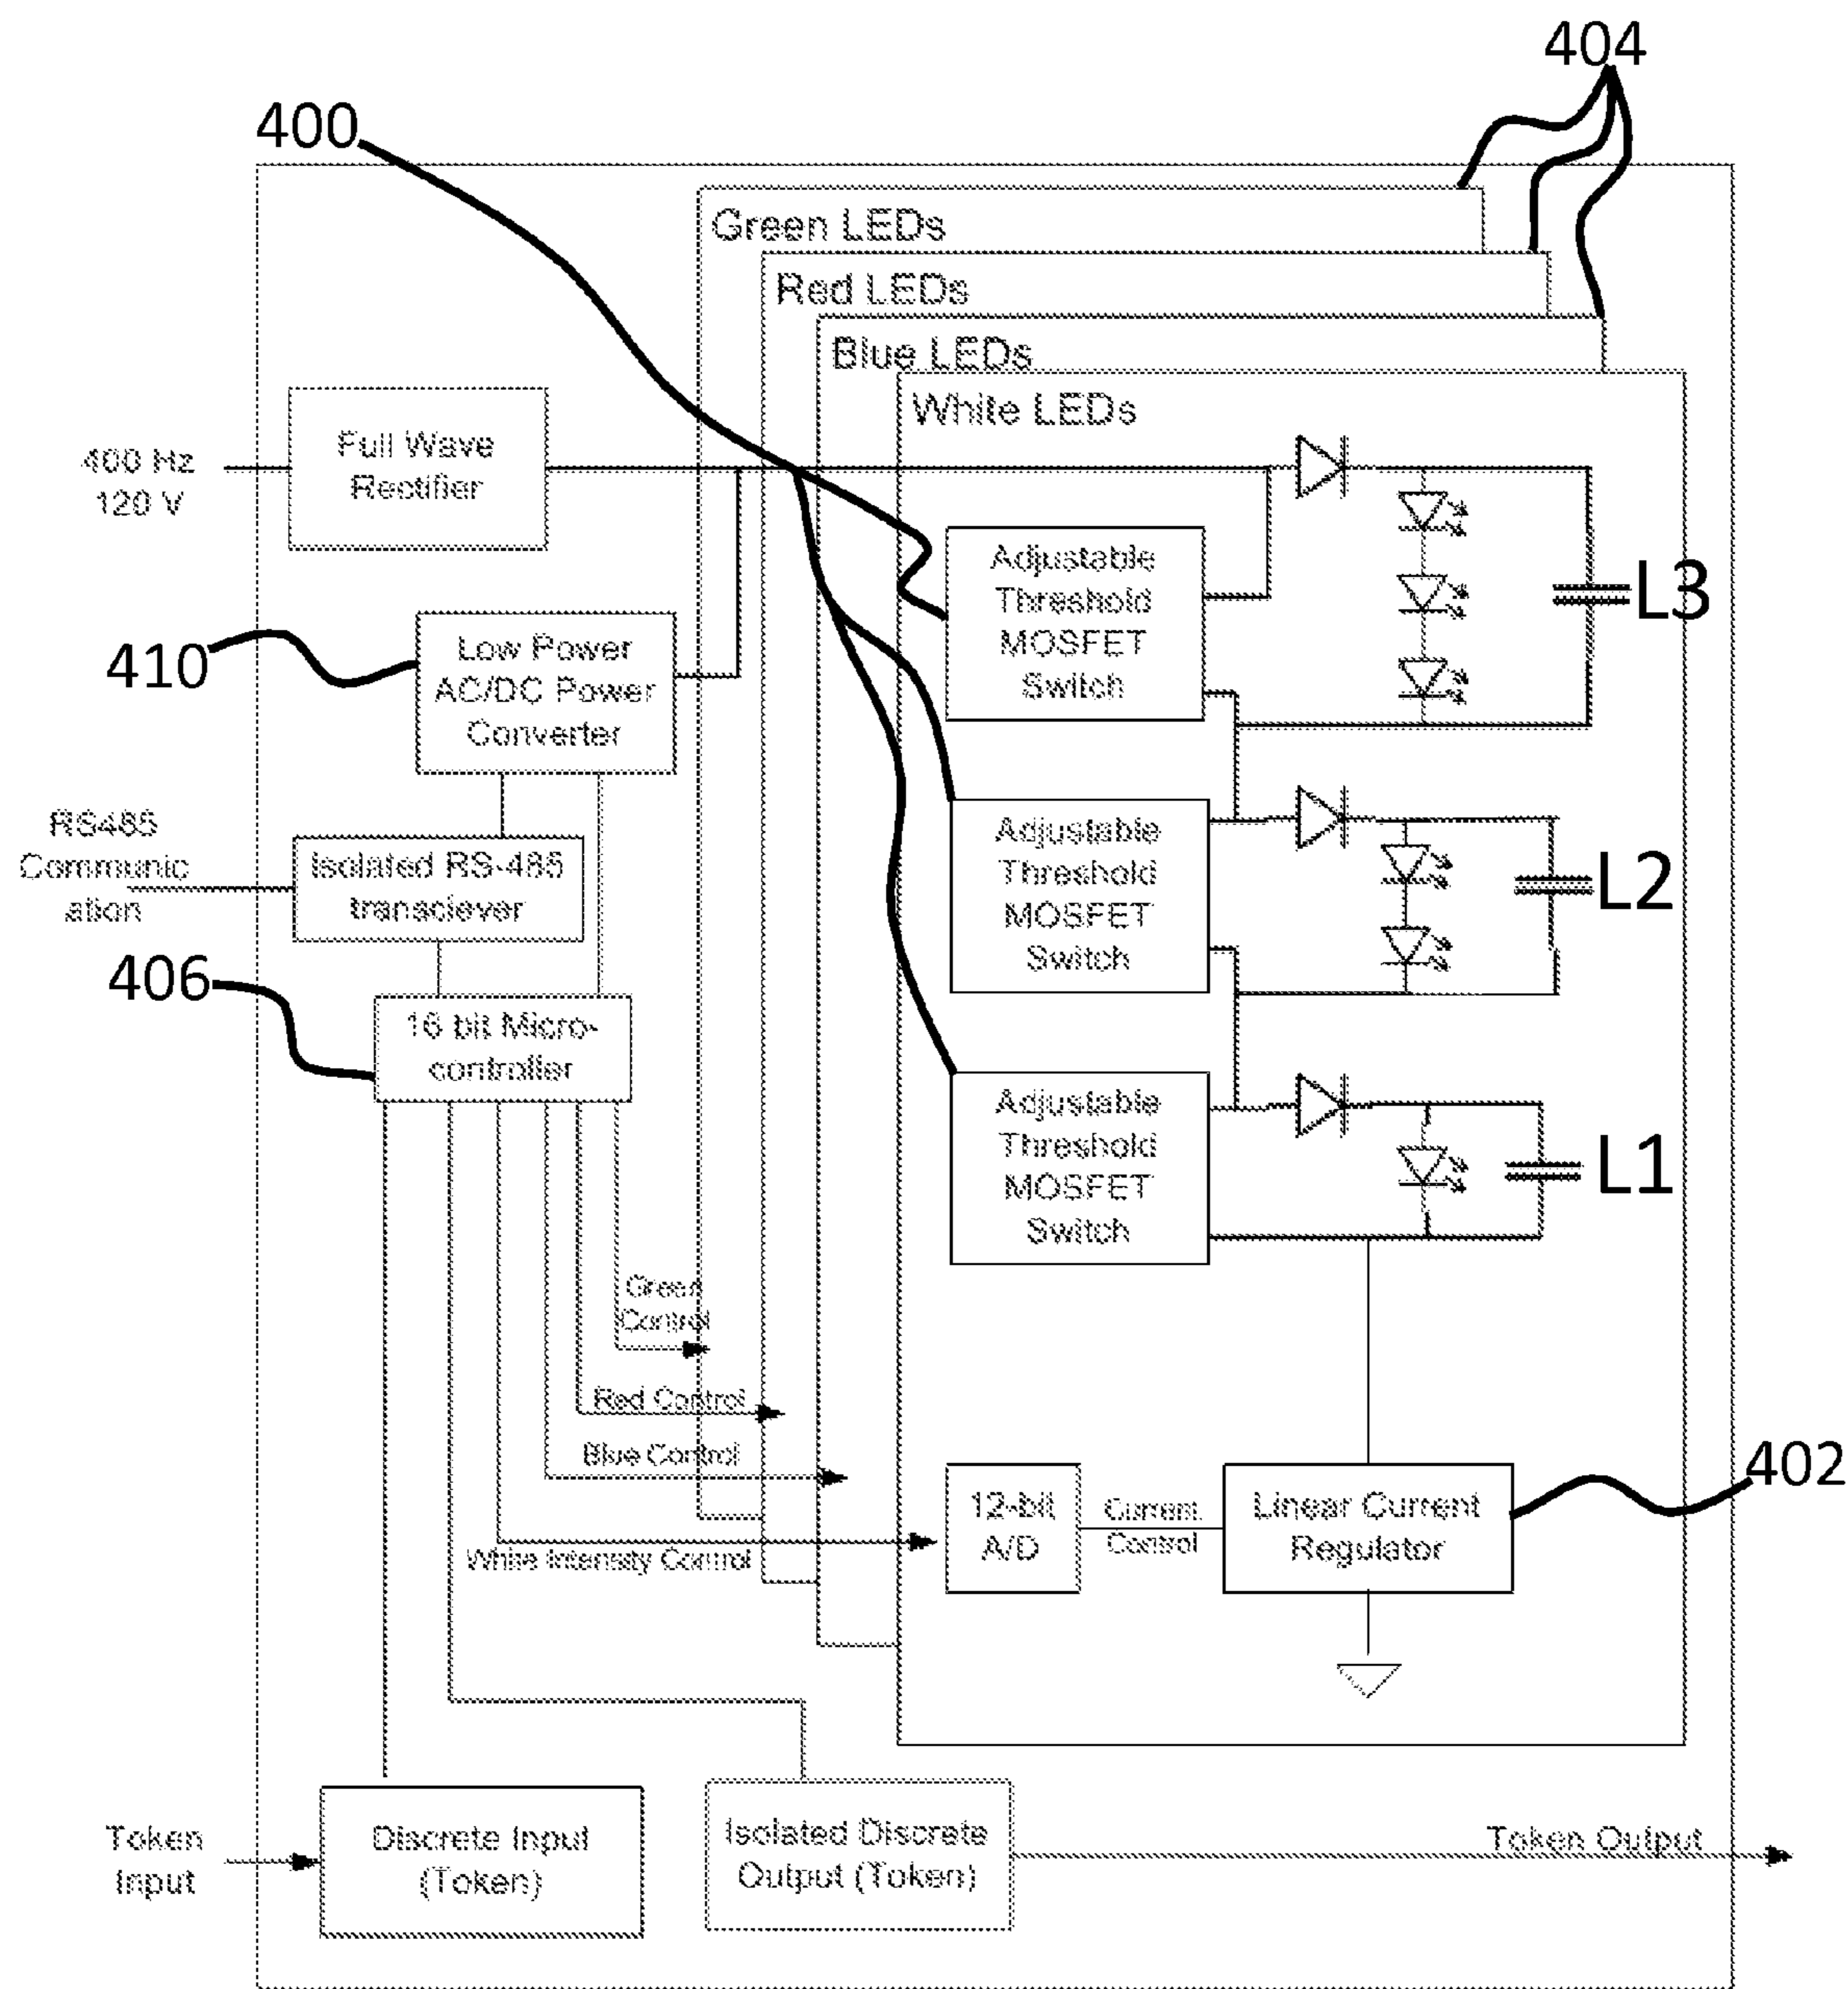 404
400
Green LEDs
Red LEDs
Blue LEDs
White LEDs
400 Hz
120 V
Full Wave
Rectifier
Adjustable
Threshold
MOSFET
Switch
L3
410
Low Power
AC/DC Power
Converter
RS485
Communic
ation
Isolated RS-485
transciever
Adjustable
Threshold
MOSFET
Switch
L2
406
16 bit Micro-
controller
Adjustable
Threshold
MOSFET
Switch
L1
Green
Control
Red Control
Blue Control
White Intensity Control
12-bit
A/D
Current
Control
Linear Current
Regulator
402
Token
Input
Discrete Input
(Token)
Isolated Discrete
Output (Token)
Token Output